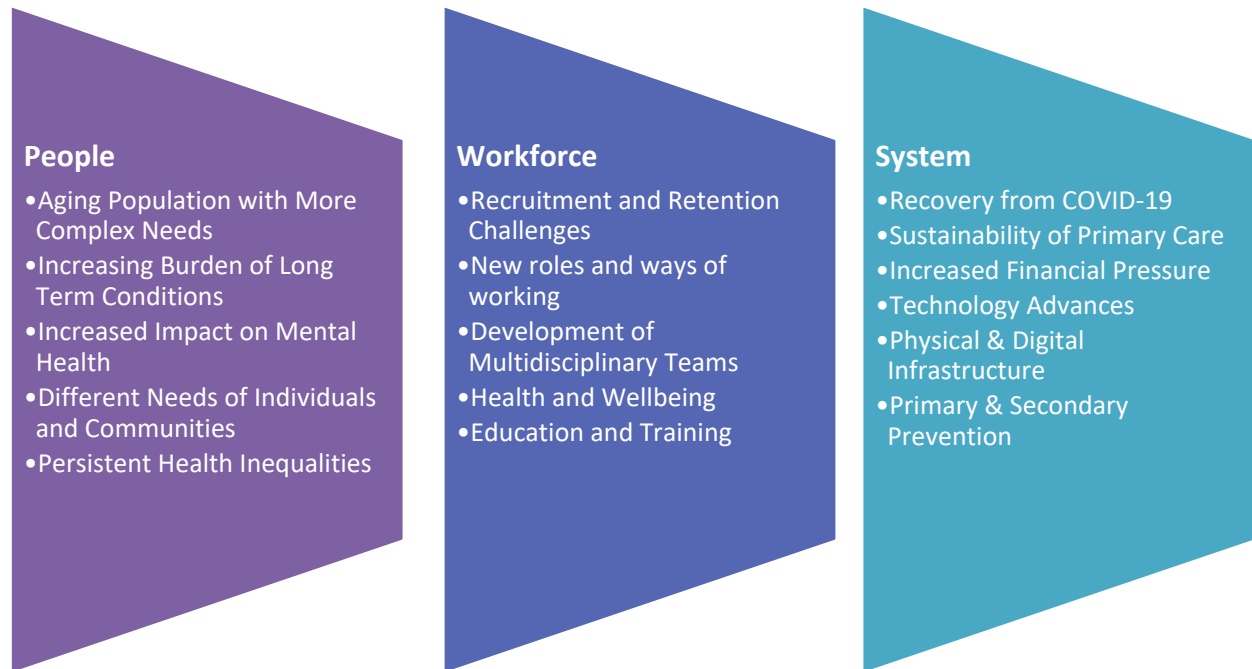 People
•Aging Population with More
Complex Needs
•Increasing Burden of Long
Term Conditions
•Increased Impact on Mental
Health
•Different Needs of Individuals
and Communities
•Persistent Health Inequalities
Workforce
•Recruitment and Retention
Challenges
•New roles and ways of
working
•Development of
Multidisciplinary Teams
•Health and Wellbeing
•Education and Training
System
•Recovery from COVID-19
•Sustainability of Primary Care
•Increased Financial Pressure
•Technology Advances
•Physical & Digital
Infrastructure
•Primary & Secondary
Prevention